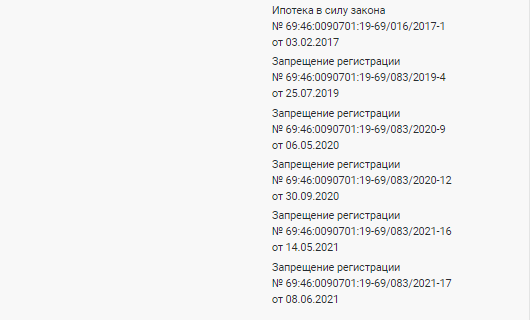 Ипотека в силу закона
№ 69:46:0090701:19-69/016/2017-1
от 03.02.2017
Запрещение регистрации
№ 69:46:0090701:19-69/083/2019-4
от 25.07.2019
Запрещение регистрации
№ 69:46:0090701:19-69/083/2020-9
от 06.05.2020
Запрещение регистрации
№ 69:46:0090701:19-69/083/2020-12
от 30.09.2020
Запрещение регистрации
№ 69:46:0090701:19-69/083/2021-16
от 14.05.2021
Запрещение регистрации
№ 69:46:0090701:19-69/083/2021-17
от 08.06.2021